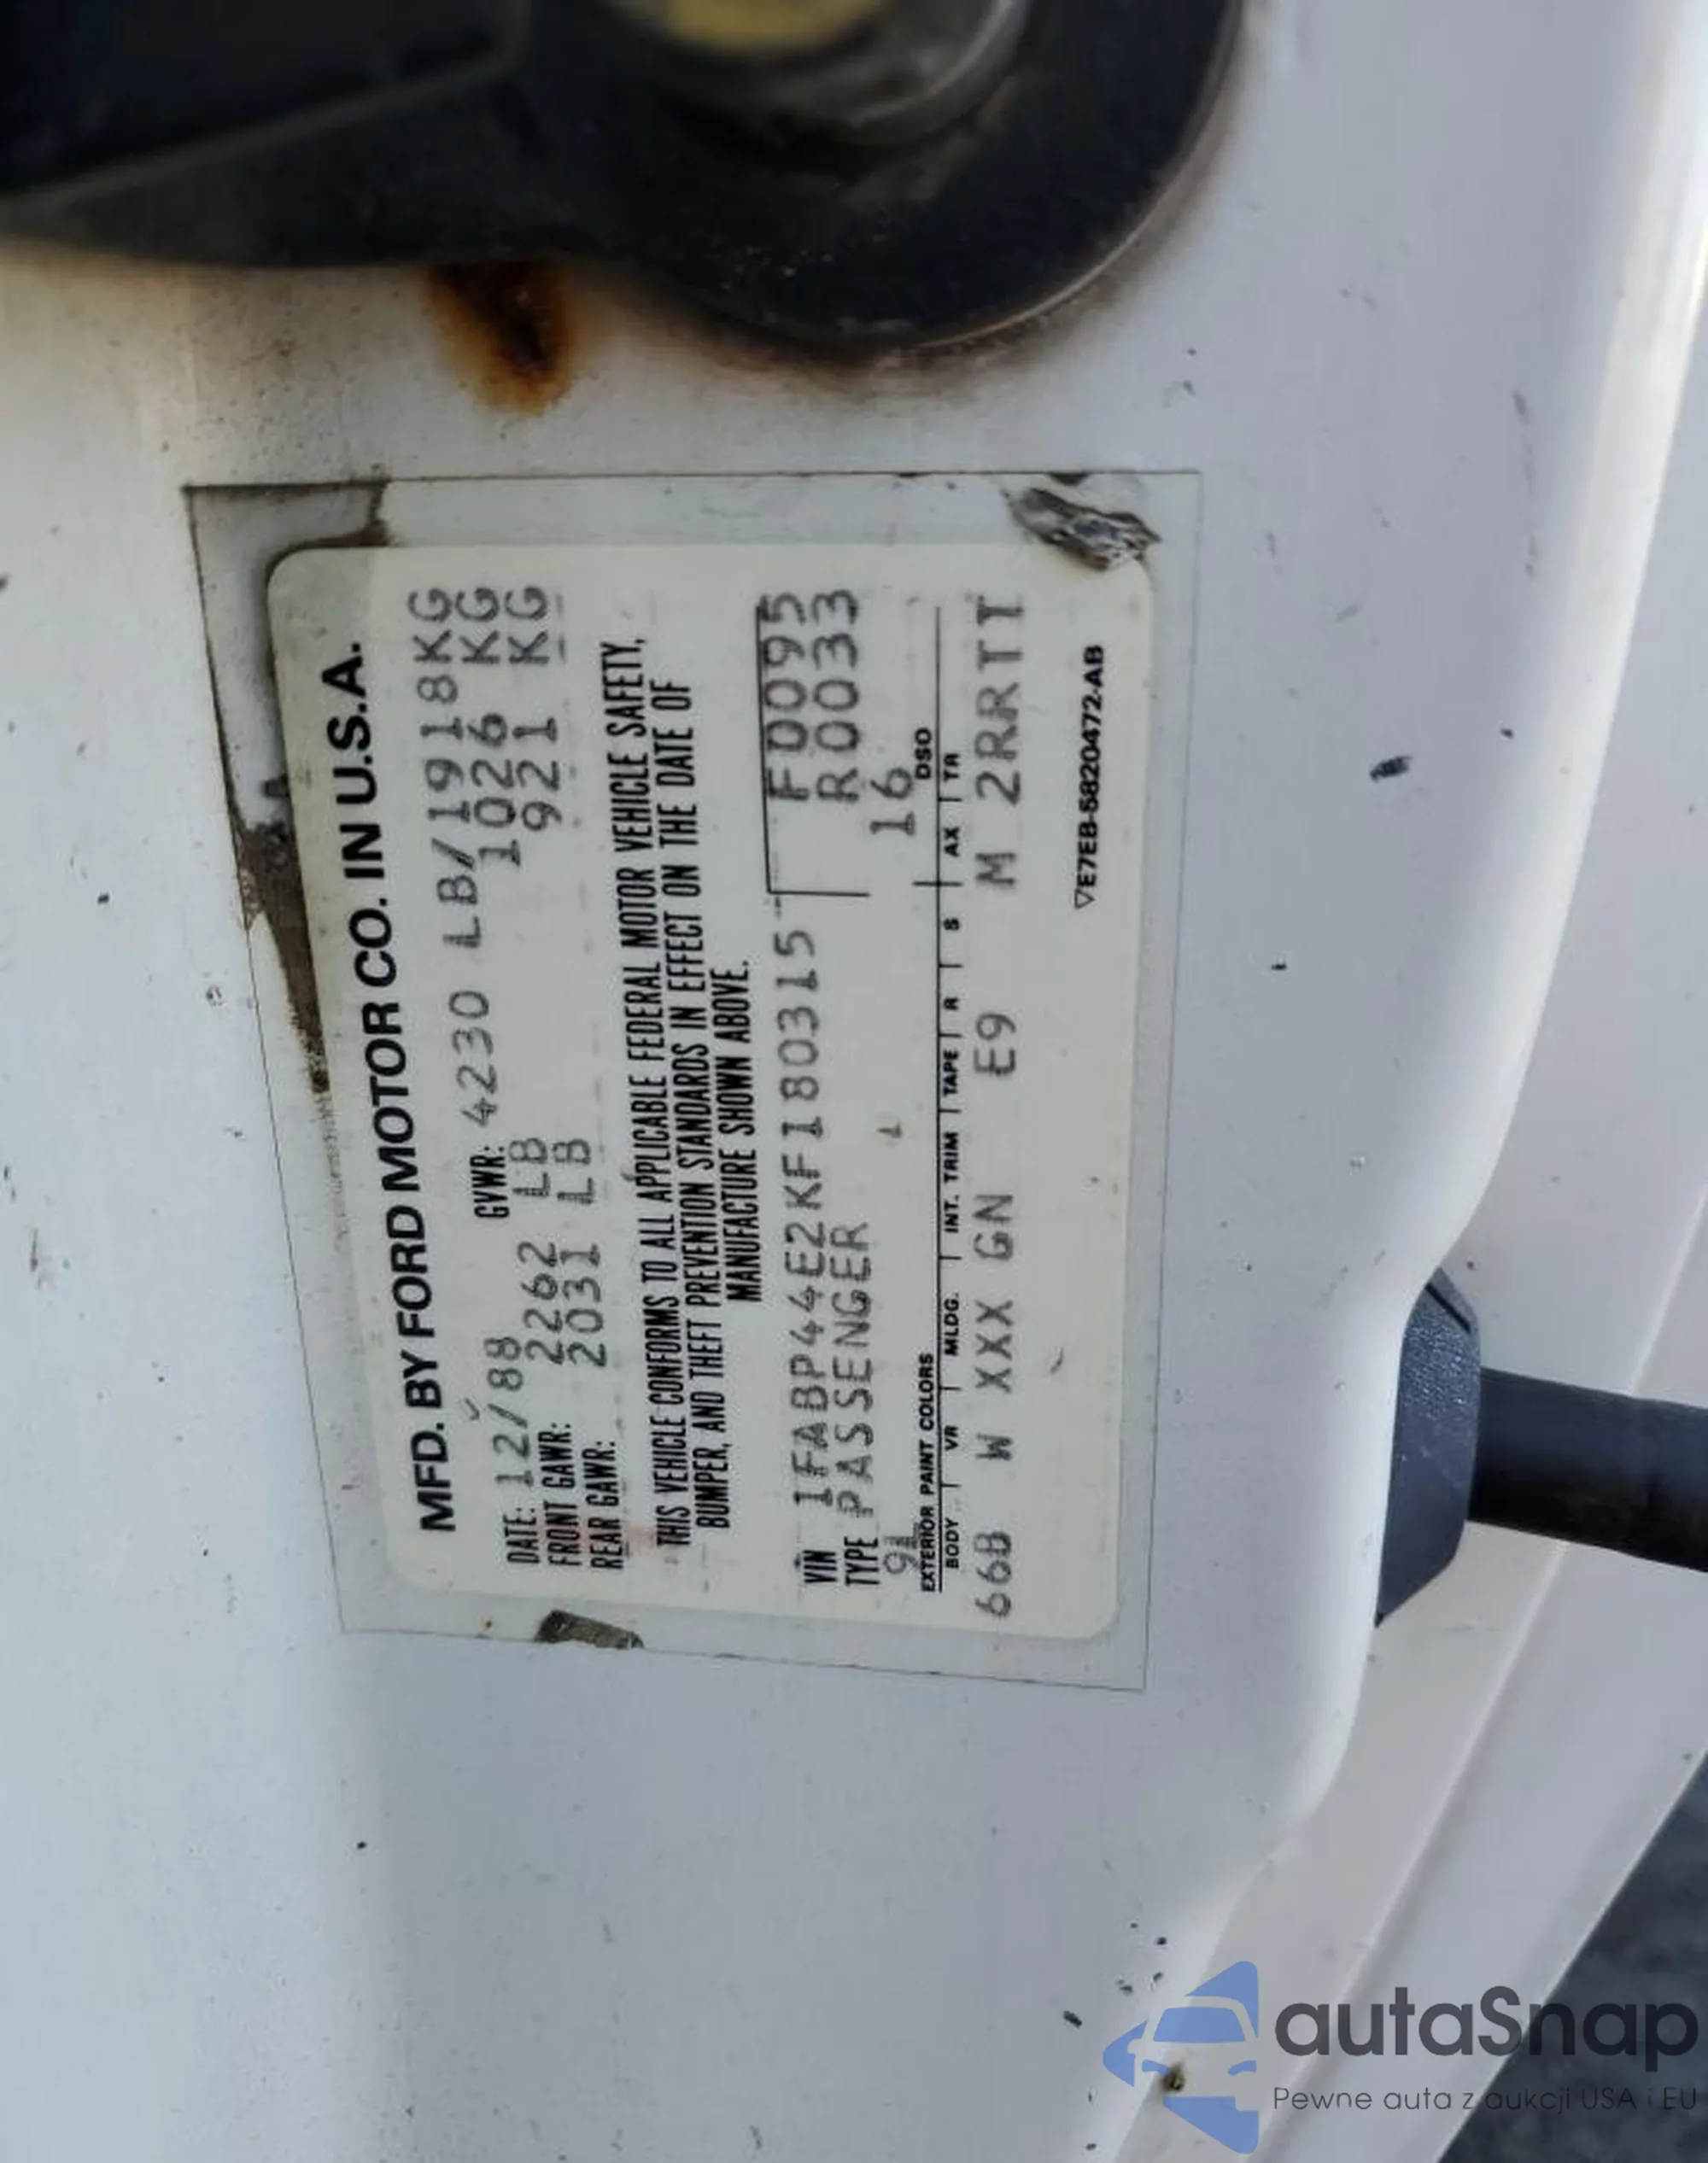 MFD. BY FORD MOTOR CO. IN U.S.A.
DATE: 12/88 GVWR: 4230 LB/1918KG
FRONT GAWR: 2262 LB 1026 KG
REAR GAWR: 2031 LB 921 KG
THIS VEHICLE CONFORMS TO ALL APPLICABLE FEDERAL MOTOR VEHICLE SAFETY,
BUMPER, AND THEFT PREVENTION STANDARDS IN EFFECT ON THE DATE OF
MANUFACTURE SHOWN ABOVE.
VIN 1FABP44E2KF180315 F0095
TYPE PASSENGER R0033
91 16
EXTERIOR PAINT COLORS DSO
BODY VR MLDG. INT. TRIM TAPE R S AX TR
66B W XXX GN E9 M 2RRTI
▽E7EB-5820472-AB
autaSnap
Pewne auta z aukcji USA i EU